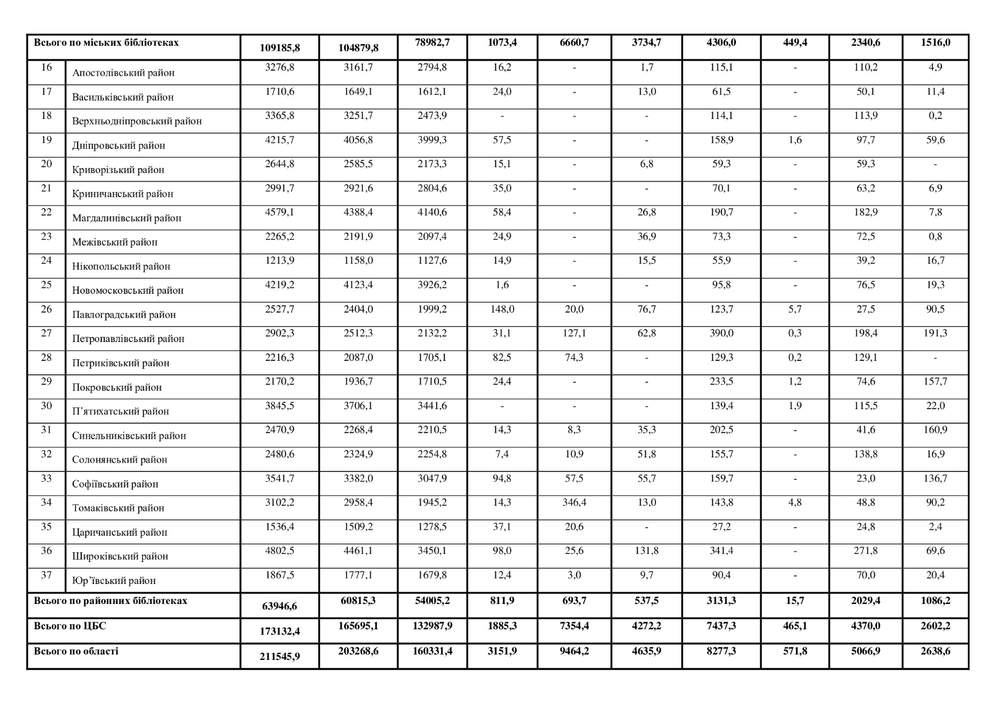 Всього по міських бібліотеках 109185,8 104879,8 78982,7 1073,4 6660,7 3734,7 4306,0 449,4 2340,6 1516,0
16 Апостолівський район 3276,8 3161,7 2794,8 16,2 - 1,7 115,1 - 110,2 4,9
17 Васильківський район 1710,6 1649,1 1612,1 24,0 - 13,0 61,5 - 50,1 11,4
18 Верхньодніпровський район 3365,8 3251,7 2473,9 - - - 114,1 - 113,9 0,2
19 Дніпровський район 4215,7 4056,8 3999,3 57,5 - - 158,9 1,6 97,7 59,6
20 Криворізький район 2644,8 2585,5 2173,3 15,1 - 6,8 59,3 - 59,3 -
21 Криничанський район 2991,7 2921,6 2804,6 35,0 - - 70,1 - 63,2 6,9
22 Магдалинівський район 4579,1 4388,4 4140,6 58,4 - 26,8 190,7 - 182,9 7,8
23 Межівський район 2265,2 2191,9 2097,4 24,9 - 36,9 73,3 - 72,5 0,8
24 Нікопольський район 1213,9 1158,0 1127,6 14,9 - 15,5 55,9 - 39,2 16,7
25 Новомосковський район 4219,2 4123,4 3926,2 1,6 - - 95,8 - 76,5 19,3
26 Павлоградський район 2527,7 2404,0 1999,2 148,0 20,0 76,7 123,7 5,7 27,5 90,5
27 Петропавлівський район 2902,3 2512,3 2132,2 31,1 127,1 62,8 390,0 0,3 198,4 191,3
28 Петриківський район 2216,3 2087,0 1705,1 82,5 74,3 - 129,3 0,2 129,1 -
29 Покровський район 2170,2 1936,7 1710,5 24,4 - - 233,5 1,2 74,6 157,7
30 П’ятихатський район 3845,5 3706,1 3441,6 - - - 139,4 1,9 115,5 22,0
31 Синельниківський район 2470,9 2268,4 2210,5 14,3 8,3 35,3 202,5 - 41,6 160,9
32 Солонянський район 2480,6 2324,9 2254,8 7,4 10,9 51,8 155,7 - 138,8 16,9
33 Софіївський район 3541,7 3382,0 3047,9 94,8 57,5 55,7 159,7 - 23,0 136,7
34 Томаківський район 3102,2 2958,4 1945,2 14,3 346,4 13,0 143,8 4,8 48,8 90,2
35 Царичанський район 1536,4 1509,2 1278,5 37,1 20,6 - 27,2 - 24,8 2,4
36 Широківський район 4802,5 4461,1 3450,1 98,0 25,6 131,8 341,4 - 271,8 69,6
37 Юр’ївський район 1867,5 1777,1 1679,8 12,4 3,0 9,7 90,4 - 70,0 20,4
Всього по районних бібліотеках 63946,6 60815,3 54005,2 811,9 693,7 537,5 3131,3 15,7 2029,4 1086,2
Всього по ЦБС 173132,4 165695,1 132987,9 1885,3 7354,4 4272,2 7437,3 465,1 4370,0 2602,2
Всього по області 211545,9 203268,6 160331,4 3151,9 9464,2 4635,9 8277,3 571,8 5066,9 2638,6